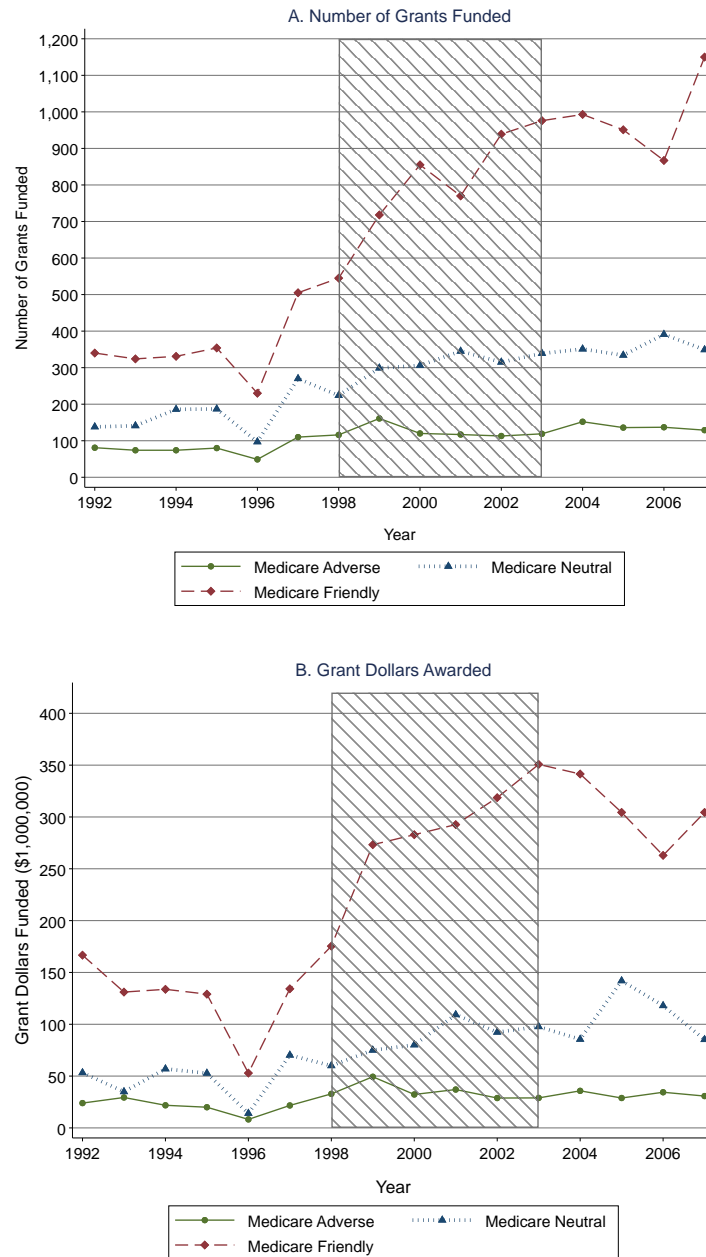 A. Number of Grants Funded
1,200
1,100
1,000
900
800
700
600
500
400
300
200
100
0
Number of Grants Funded
1992 1994 1996 1998 2000 2002 2004 2006
Year
Medicare Adverse Medicare Neutral
Medicare Friendly
B. Grant Dollars Awarded
400
350
300
250
200
150
100
50
0
Grant Dollars Funded ($1,000,000)
1992 1994 1996 1998 2000 2002 2004 2006
Year
Medicare Adverse Medicare Neutral
Medicare Friendly